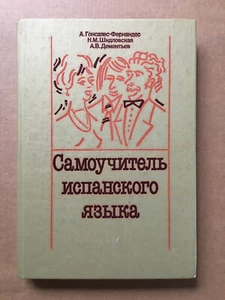 А. Гонсалес-Фернандес
Н.М. Шидловская
А.В. Дементьев
Самоучитель
испанского
языка